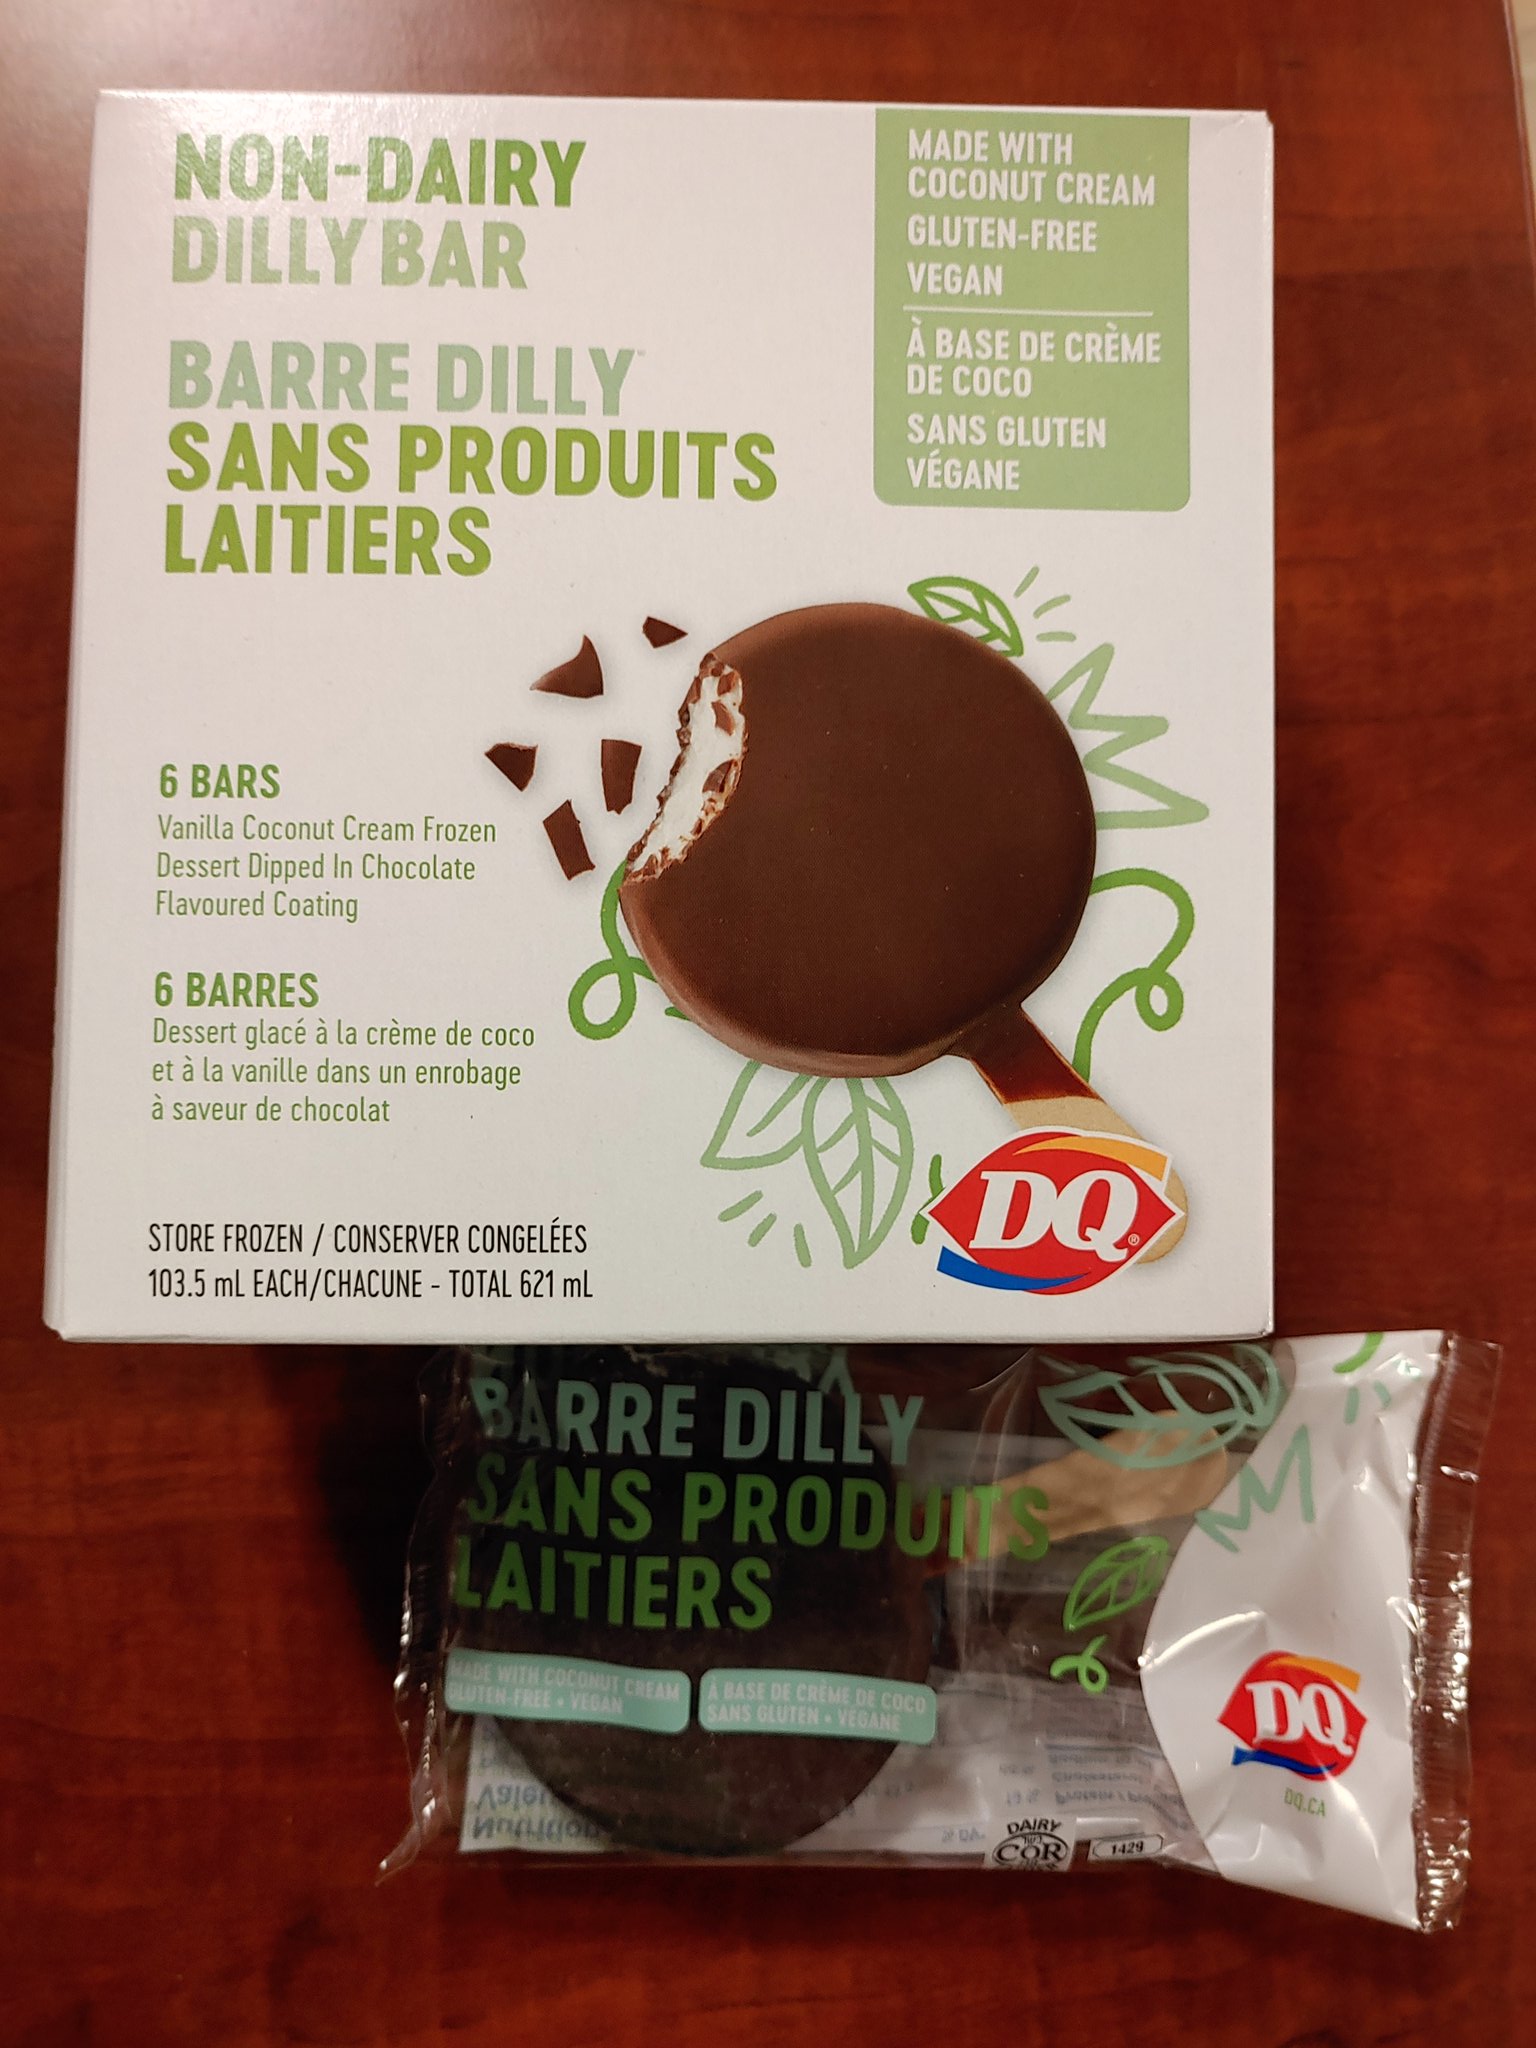 NON-DAIRY
DILLY BAR
BARRE DILLY™
SANS PRODUITS
LAITIERS
MADE WITH
COCONUT CREAM
GLUTEN-FREE
VEGAN
À BASE DE CRÈME
DE COCO
SANS GLUTEN
VÉGANE
6 BARS
Vanilla Coconut Cream Frozen
Dessert Dipped In Chocolate
Flavoured Coating
6 BARRES
Dessert glacé à la crème de coco
et à la vanille dans un enrobage
à saveur de chocolat
STORE FROZEN / CONSERVER CONGELÉES
103.5 mL EACH/CHACUNE - TOTAL 621 mL
DQ®
BARRE DILLY
SANS PRODUITS
LAITIERS
MADE WITH COCONUT CREAM
GLUTEN-FREE • VEGAN
À BASE DE CRÈME DE COCO
SANS GLUTEN • VÉGANE
DQ
DQ.CA
DAIRY
COR
1429